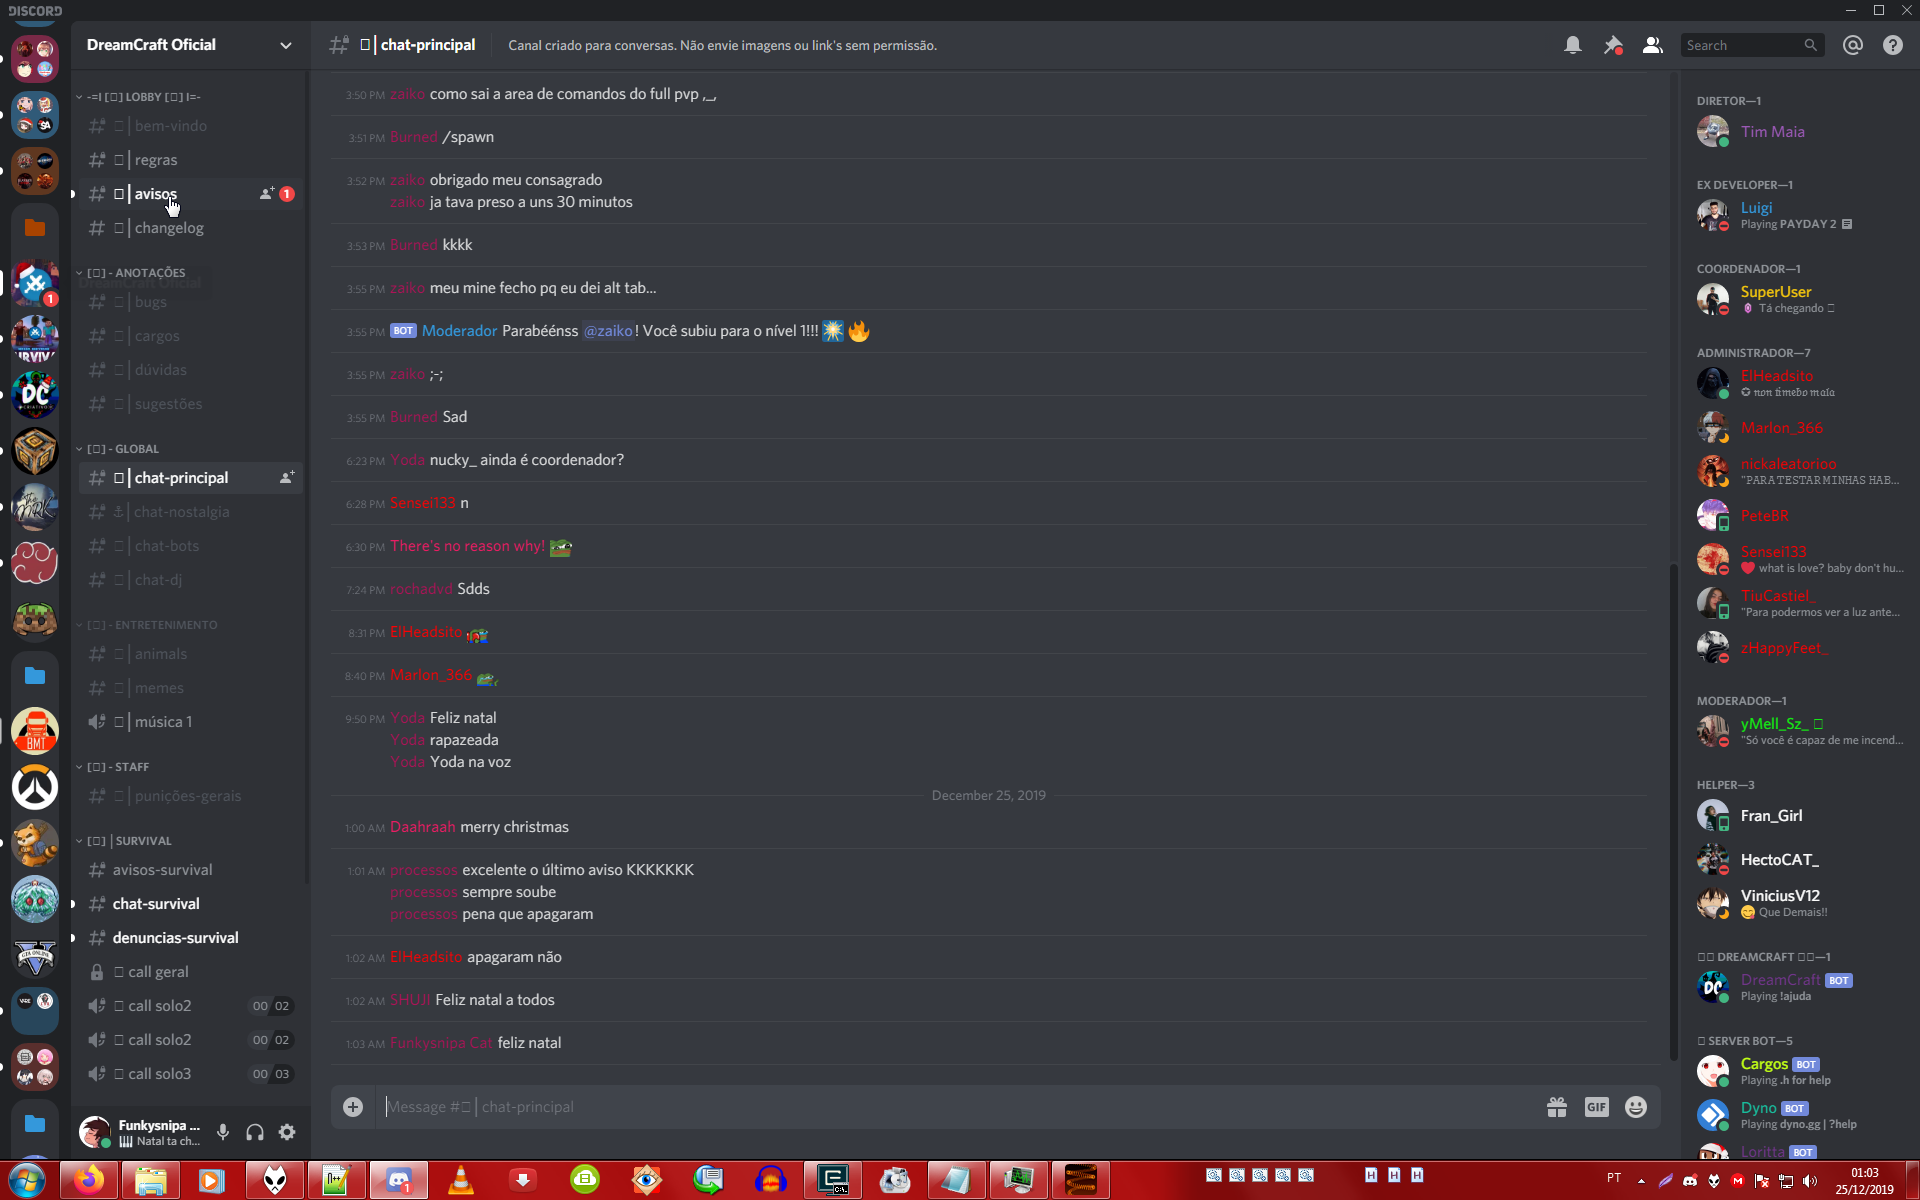 DISCORD
DreamCraft Oficial
-=I [▯] LOBBY [▯] I=-
▯ | bem-vindo
▯ | regras
▯ | avisos 1
▯ | changelog
[▯] - ANOTAÇÕES
DreamCraft Oficial
▯ | bugs
▯ | cargos
▯ | dúvidas
▯ | sugestões
[▯] - GLOBAL
▯ | chat-principal
| chat-nostalgia
▯ | chat-bots
▯ | chat-dj
[▯] - ENTRETENIMENTO
▯ | animals
▯ | memes
▯ | música 1
[▯] - STAFF
▯ | punições-gerais
[▯] | SURVIVAL
avisos-survival
chat-survival
denuncias-survival
▯ call geral
▯ call solo2 00 02
▯ call solo2 00 02
▯ call solo3 00 03
Funkysnipa ...
Natal ta ch...
▯ | chat-principal
Canal criado para conversas. Não envie imagens ou link's sem permissão.
Search
3:50 PM zaiko como sai a area de comandos do full pvp ,_,
3:51 PM Burned /spawn
3:52 PM zaiko obrigado meu consagrado
zaiko ja tava preso a uns 30 minutos
3:53 PM Burned kkkk
3:55 PM zaiko meu mine fecho pq eu dei alt tab...
3:55 PM BOT Moderador Parabéénss @zaiko! Você subiu para o nível 1!!! 💥🔥
3:55 PM zaiko ;-;
3:55 PM Burned Sad
6:23 PM Yoda nucky_ ainda é coordenador?
6:28 PM Sensei133 n
6:30 PM There's no reason why!
7:24 PM rochadvd Sdds
8:31 PM ElHeadsito
8:40 PM Marlon_366
9:50 PM Yoda Feliz natal
Yoda rapazeada
Yoda Yoda na voz
December 25, 2019
1:00 AM Daahraah merry christmas
1:01 AM processos excelente o último aviso KKKKKKK
processos sempre soube
processos pena que apagaram
1:02 AM ElHeadsito apagaram não
1:02 AM SHUJI Feliz natal a todos
1:03 AM Funkysnipa Cat feliz natal
Message #▯ | chat-principal
GIF
DIRETOR—1
Tim Maia
EX DEVELOPER—1
Luigi
Playing PAYDAY 2
COORDENADOR—1
SuperUser
Tá chegando ▯
ADMINISTRADOR—7
ElHeadsito
✪ non timebo mala
Marlon_366
nickaleatorioo
"PARA TESTAR MINHAS HAB...
PeteBR
Sensei133
❤ what is love? baby don't hu...
TiuCastiel_
"Para podermos ver a luz ante...
zHappyFeet_
MODERADOR—1
yMell_Sz_ ▯
"Só você é capaz de me incend...
HELPER—3
Fran_Girl
HectoCAT_
ViniciusV12
😋 Que Demais!!
▯▯ DREAMCRAFT ▯▯—1
DreamCraft BOT
Playing !ajuda
▯ SERVER BOT—5
Cargos BOT
Playing .h for help
Dyno BOT
Playing dyno.gg | ?help
Loritta BOT
PT
01:03
25/12/2019